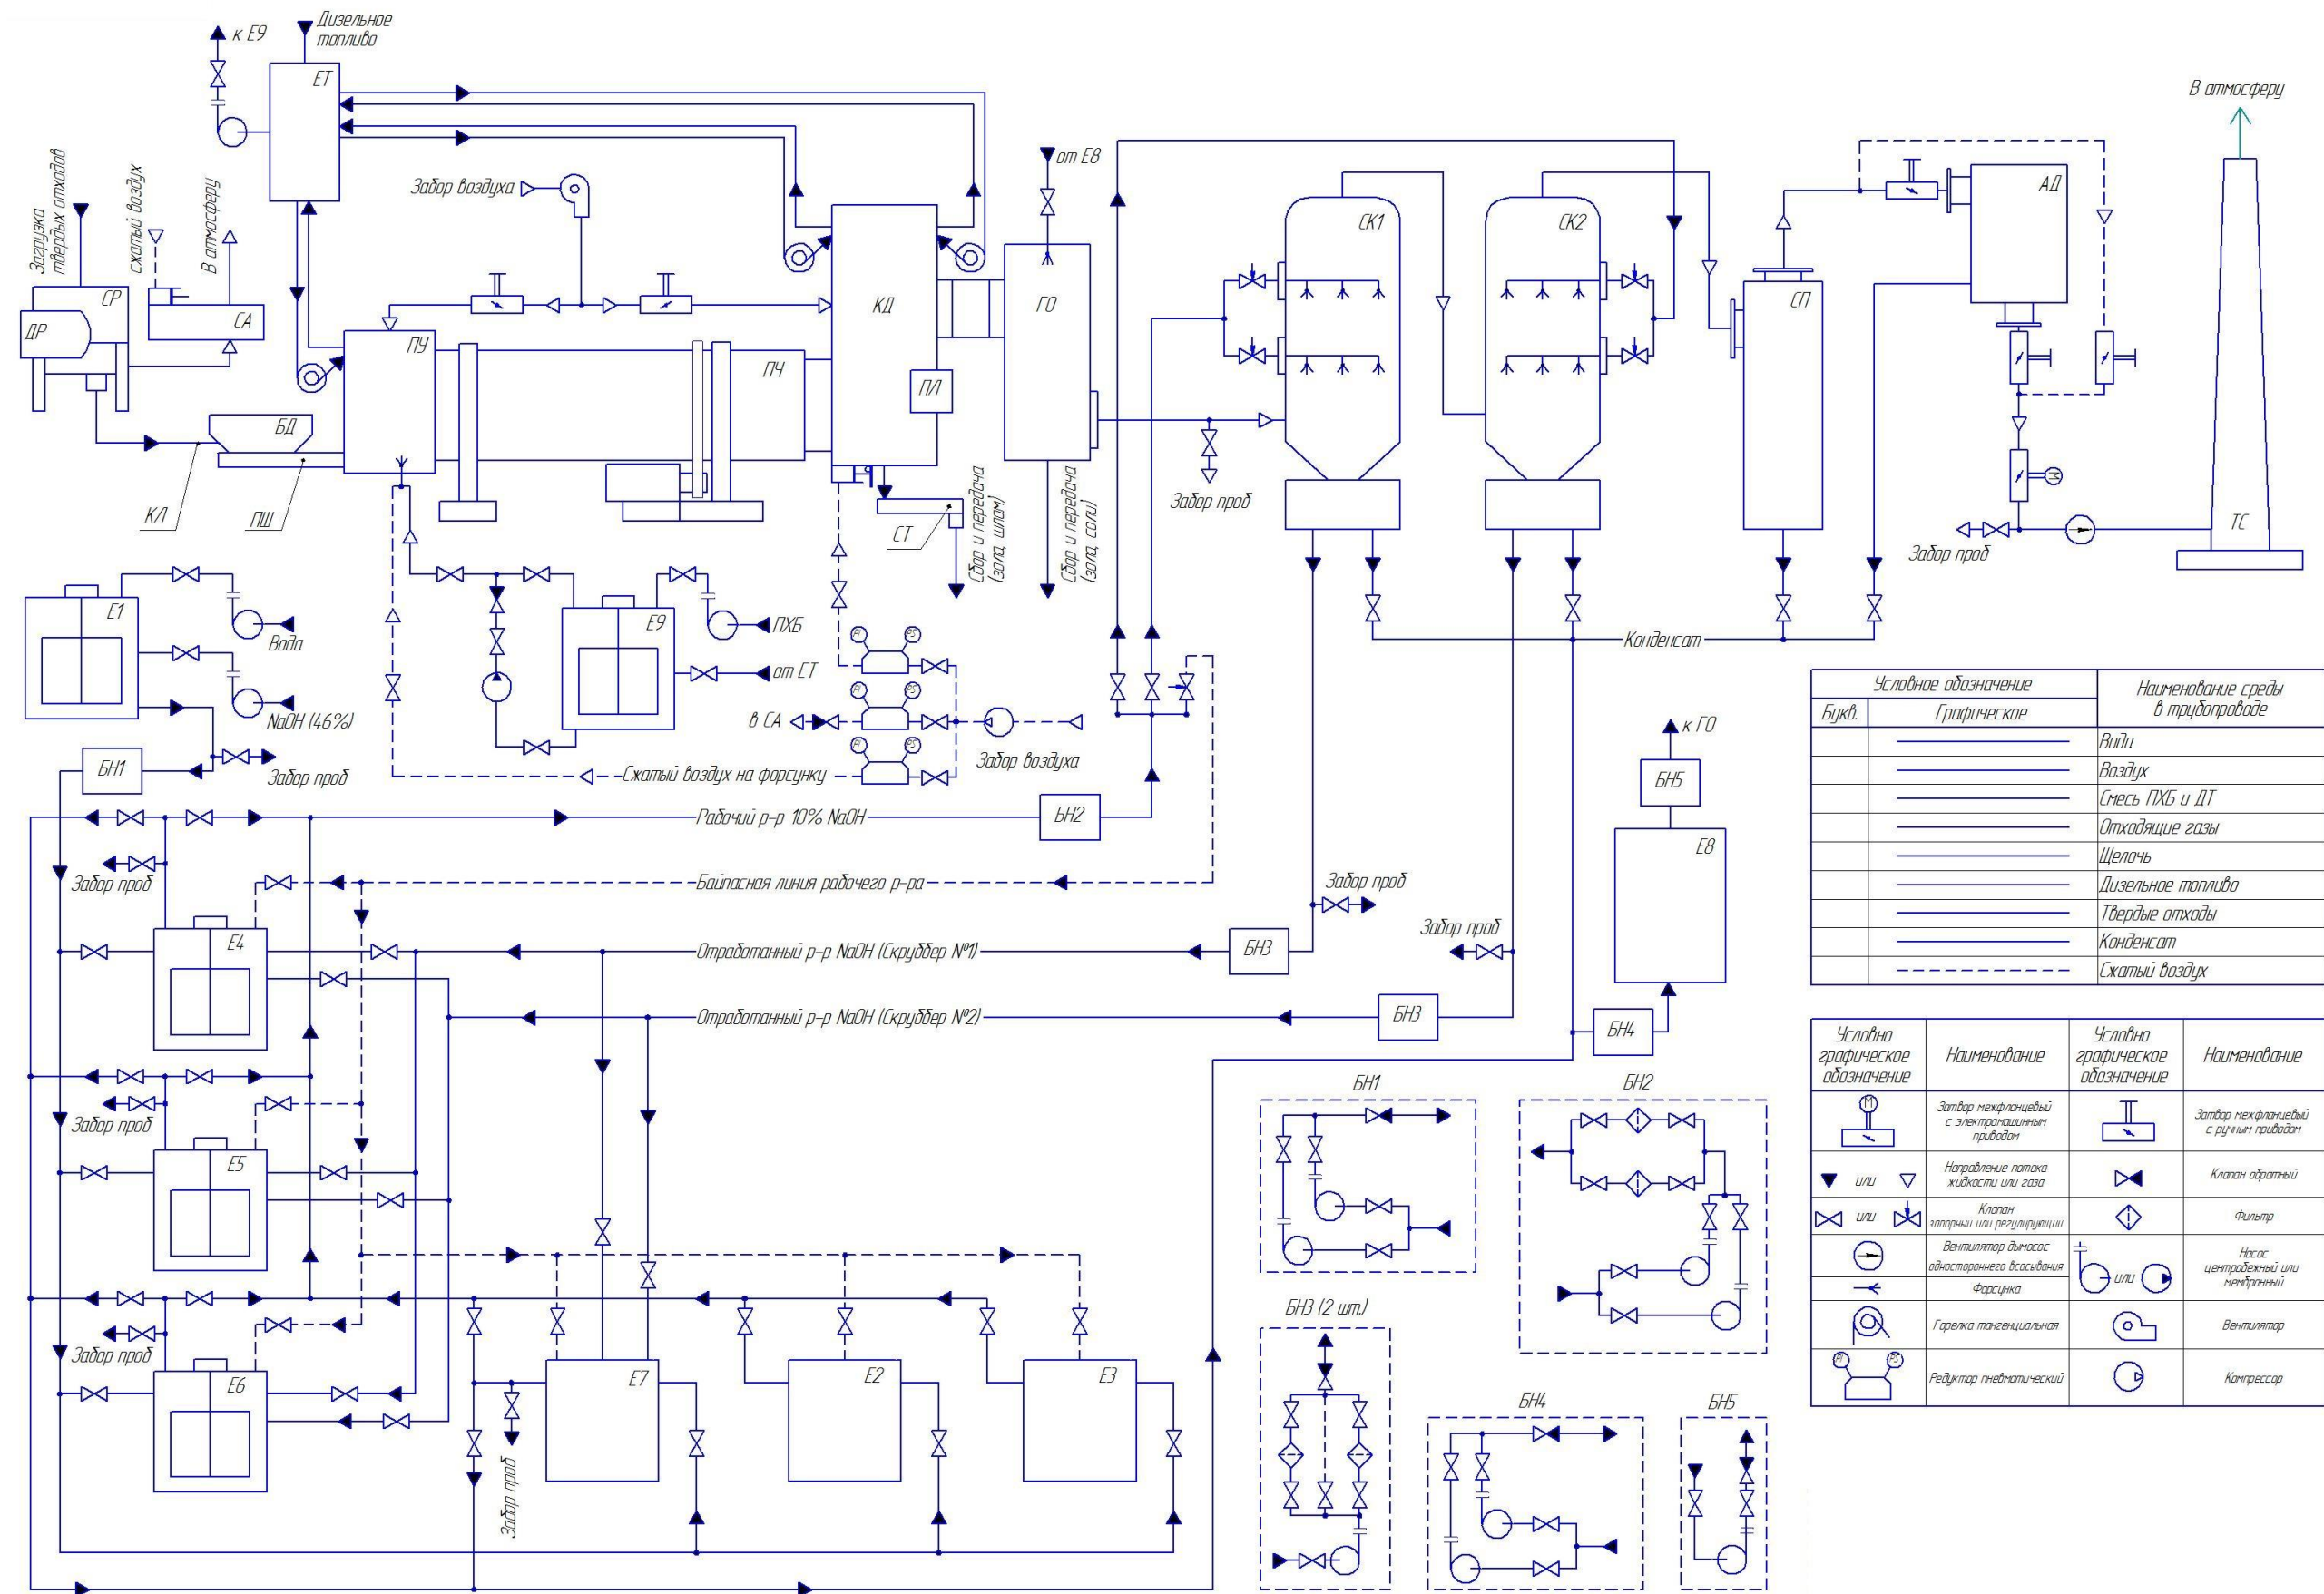 к Е9
Дизельное
топливо
ЕТ
Загрузка
твердых отходов
сжатый воздух
В атмосферу
СР
ДР
СА
БД
КЛ
ПШ
Забор воздуха
ПУ
ПЧ
КД
ПЛ
СТ
от Е8
ГО
Сбор и передача
(зола, шлам)
Сбор и передача
(зола, соли)
СК1
СК2
Забор проб
СП
АД
В атмосферу
ТС
Забор проб
Е1
Вода
NaOH (46%)
Забор проб
БН1
Е9
ПХБ
от ЕТ
PI
PS
PI
PS
PI
PS
в СА
Забор воздуха
Сжатый воздух на форсунку
Конденсат
М
Рабочий р-р 10% NaOH
БН2
Забор проб
Байпасная линия рабочего р-ра
Е4
Отработанный р-р NaOH (Скруббер №1)
БН3
Забор проб
Забор проб
Отработанный р-р NaOH (Скруббер №2)
БН3
к ГО
БН5
Е8
БН4
Забор проб
Е5
Забор проб
Е6
Е7
Е2
Е3
Забор проб
БН1
БН2
БН3 (2 шт.)
БН4
БН5
Условное обозначение
Наименование среды
в трубопроводе
Букв.
Графическое
Вода
Воздух
Смесь ПХБ и ДТ
Отходящие газы
Щелочь
Дизельное топливо
Твердые отходы
Конденсат
Сжатый воздух
Условно
графическое
обозначение
Наименование
Условно
графическое
обозначение
Наименование
М
Затвор межфланцевый
с электромашинным
приводом
Затвор межфланцевый
с ручным приводом
или
Направление потока
жидкости или газа
Клапан обратный
или
Клапан
запорный или регулирующий
Фильтр
Вентилятор дымосос
одностороннего всасывания
Форсунка
или
Насос
центробежный или
мембранный
Горелка тангенциальная
Вентилятор
PI
PS
Редуктор пневматический
Компрессор